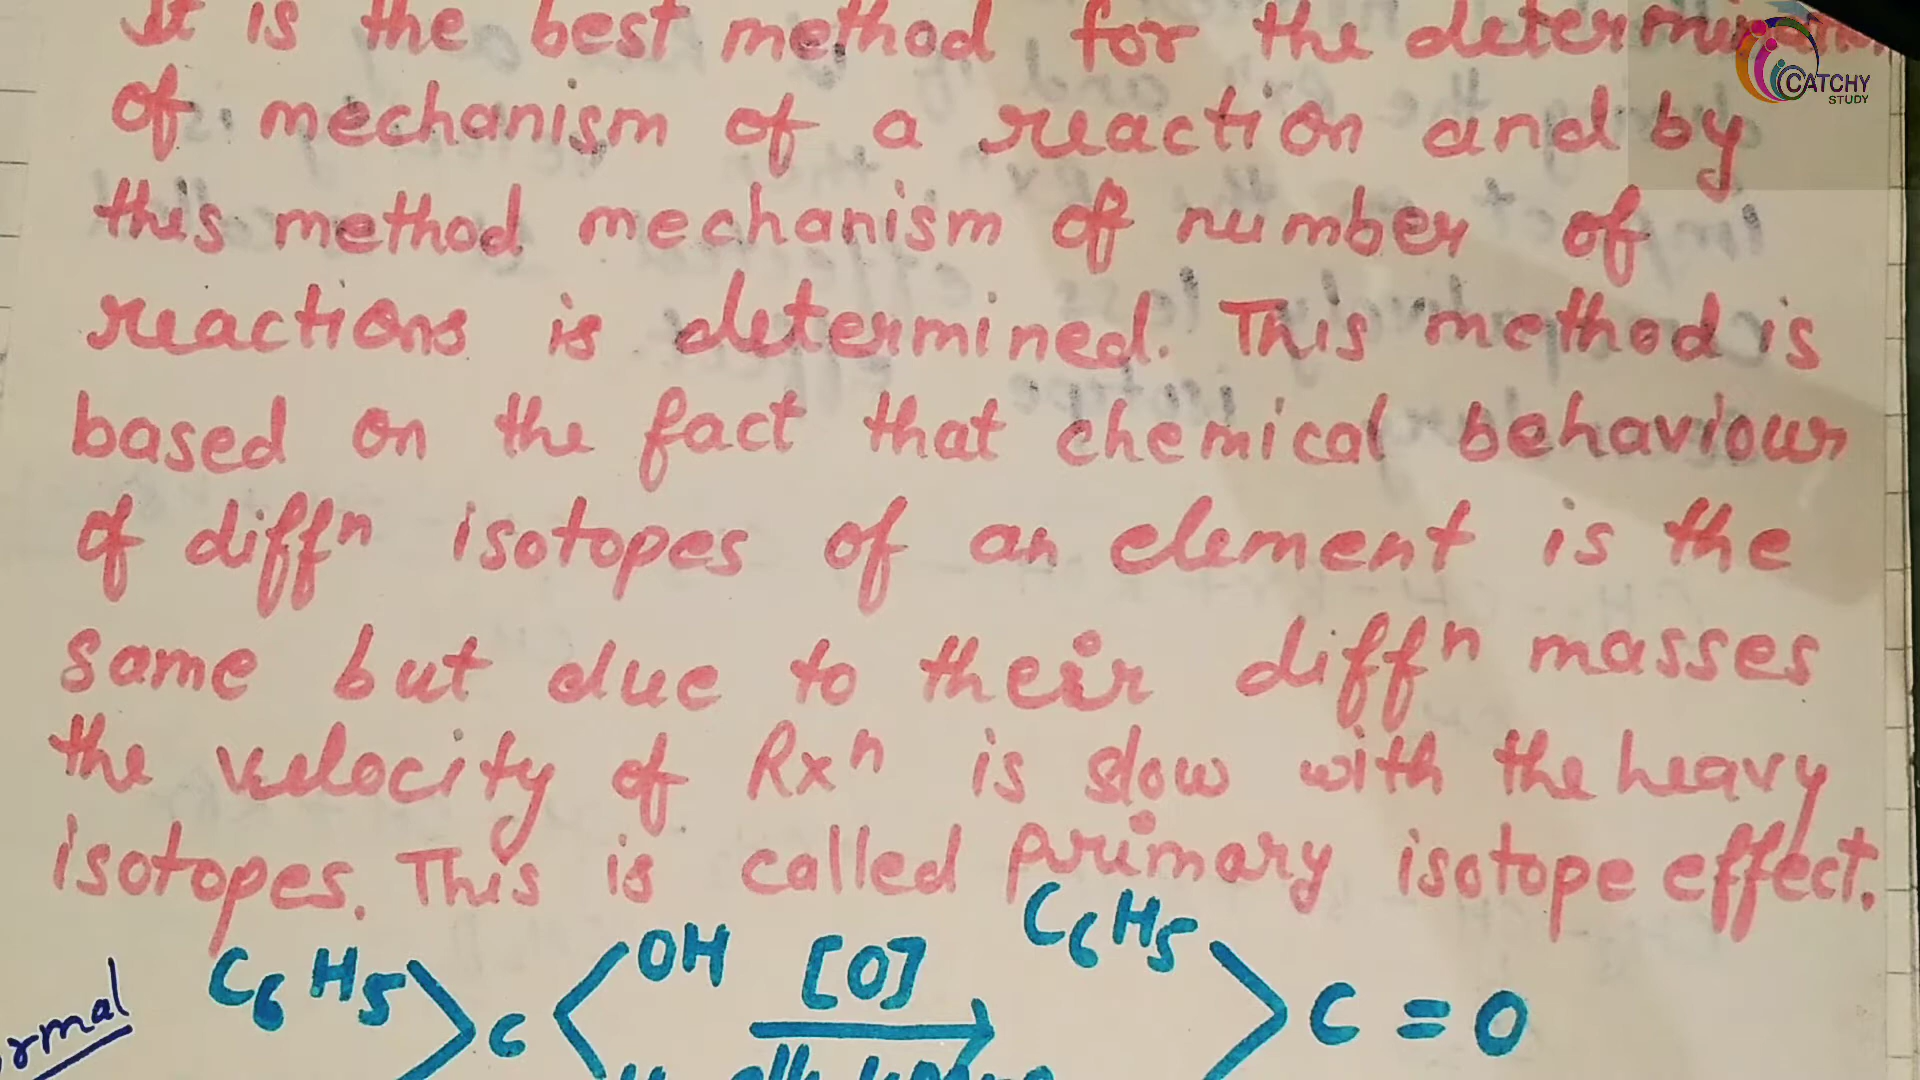 It is the best method for the determination
of mechanism of a reaction and by
this method mechanism of number of
reactions is determined. This method is
based on the fact that chemical behaviour
of diffⁿ isotopes of an element is the
same but due to their diffⁿ masses
the velocity of Rxⁿ is slow with the heavy
isotopes. This is called primary isotope effect.
C₆H₅ C OH [O] C₆H₅ C = O
CATCHY
STUDY